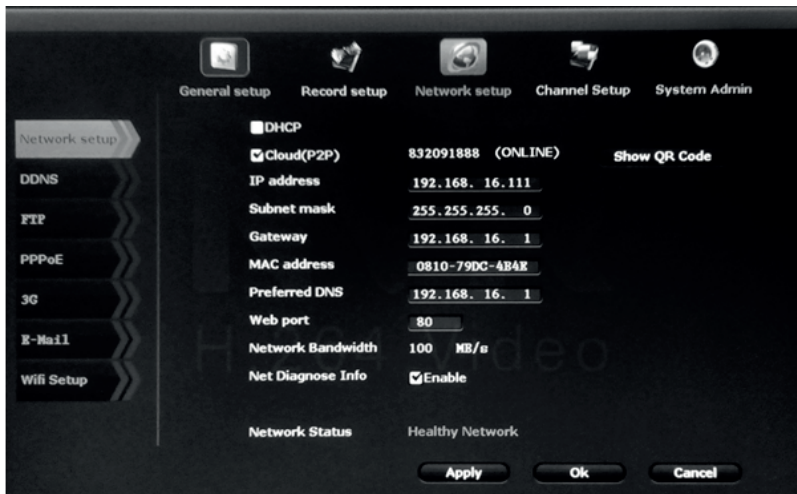 General setup Record setup Network setup Channel Setup System Admin
Network setup
DDNS
FTP
PPPoE
3G
E-Mail
Wifi Setup
DHCP
Cloud(P2P) 832091888 (ONLINE) Show QR Code
IP address 192.168. 16.111
Subnet mask 255.255.255. 0
Gateway 192.168. 16. 1
MAC address 0810-79DC-4B4E
Preferred DNS 192.168. 16. 1
Web port 80
Network Bandwidth 100 MB/s
Net Diagnose Info Enable
H.264 Video
Network Status Healthy Network
Apply Ok Cancel